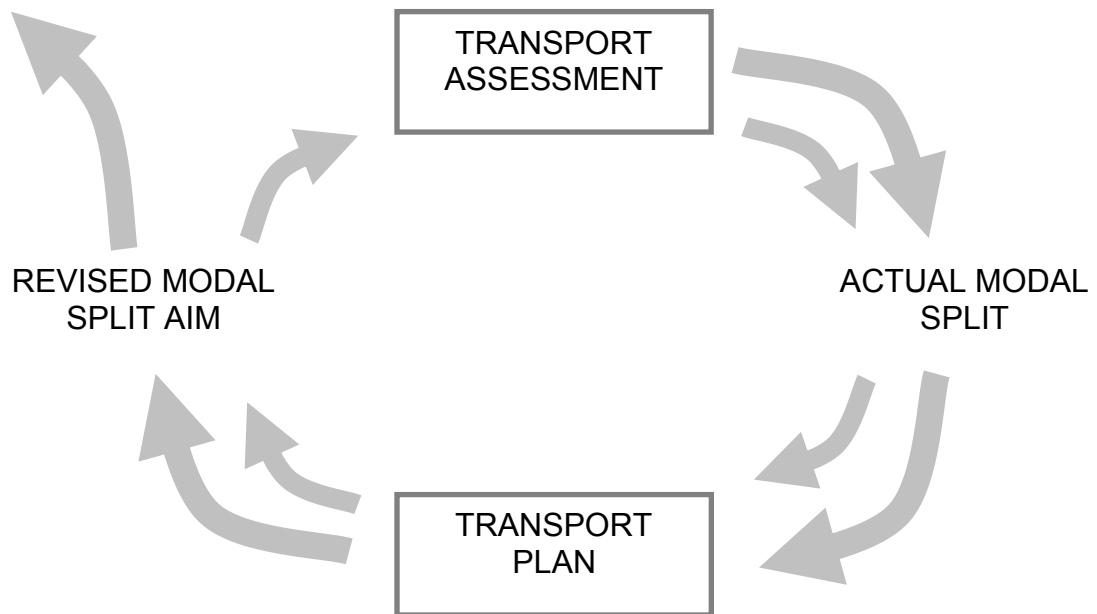 TRANSPORT
ASSESSMENT
REVISED MODAL
SPLIT AIM
ACTUAL MODAL
SPLIT
TRANSPORT
PLAN